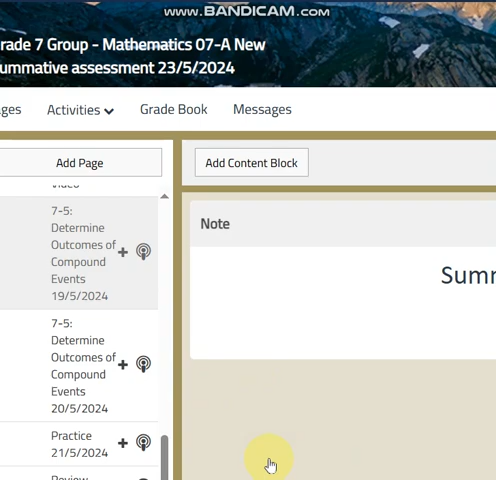 www.BANDICAM.com
rade 7 Group - Mathematics 07-A New
ummative assessment 23/5/2024
ges
Activities
Grade Book
Messages
Add Page
Add Content Block
Video
7-5:
Determine
Outcomes of
Compound
Events
19/5/2024
7-5:
Determine
Outcomes of
Compound
Events
20/5/2024
Practice
21/5/2024
Review
Note
Summ